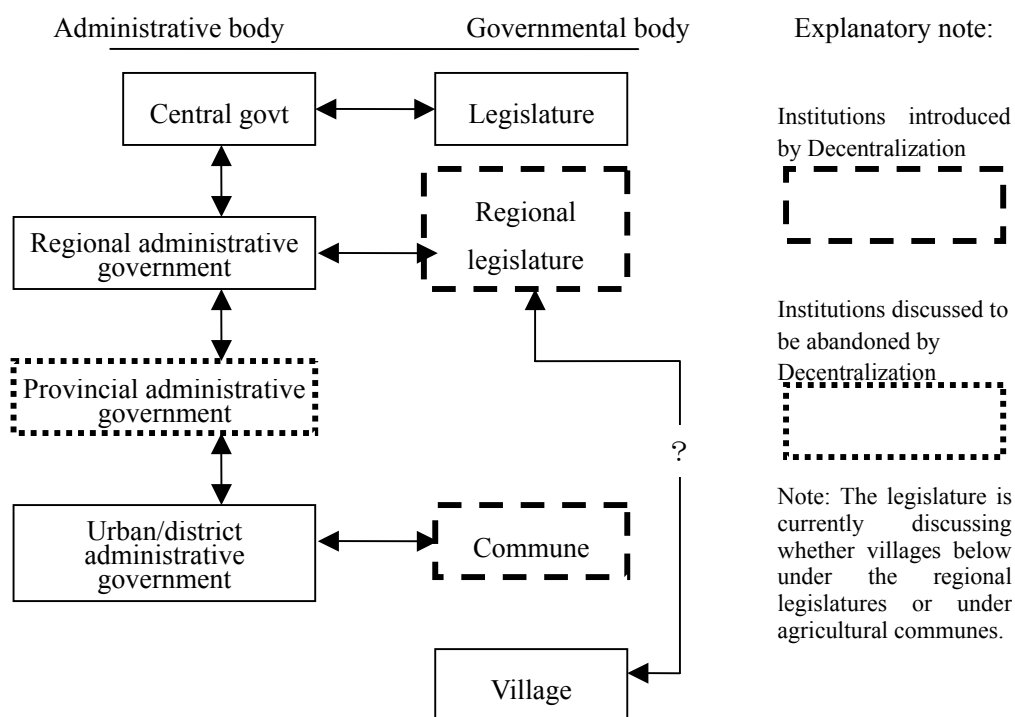 Administrative body
Governmental body
Explanatory note:
Central govt
Legislature
Institutions introduced
by Decentralization
Regional administrative
government
Regional
legislature
Institutions discussed to
be abandoned by
Decentralization
Provincial administrative
government
?
Urban/district
administrative
government
Commune
Note: The legislature is
currently discussing
whether villages below
under the regional
legislatures or under
agricultural communes.
Village